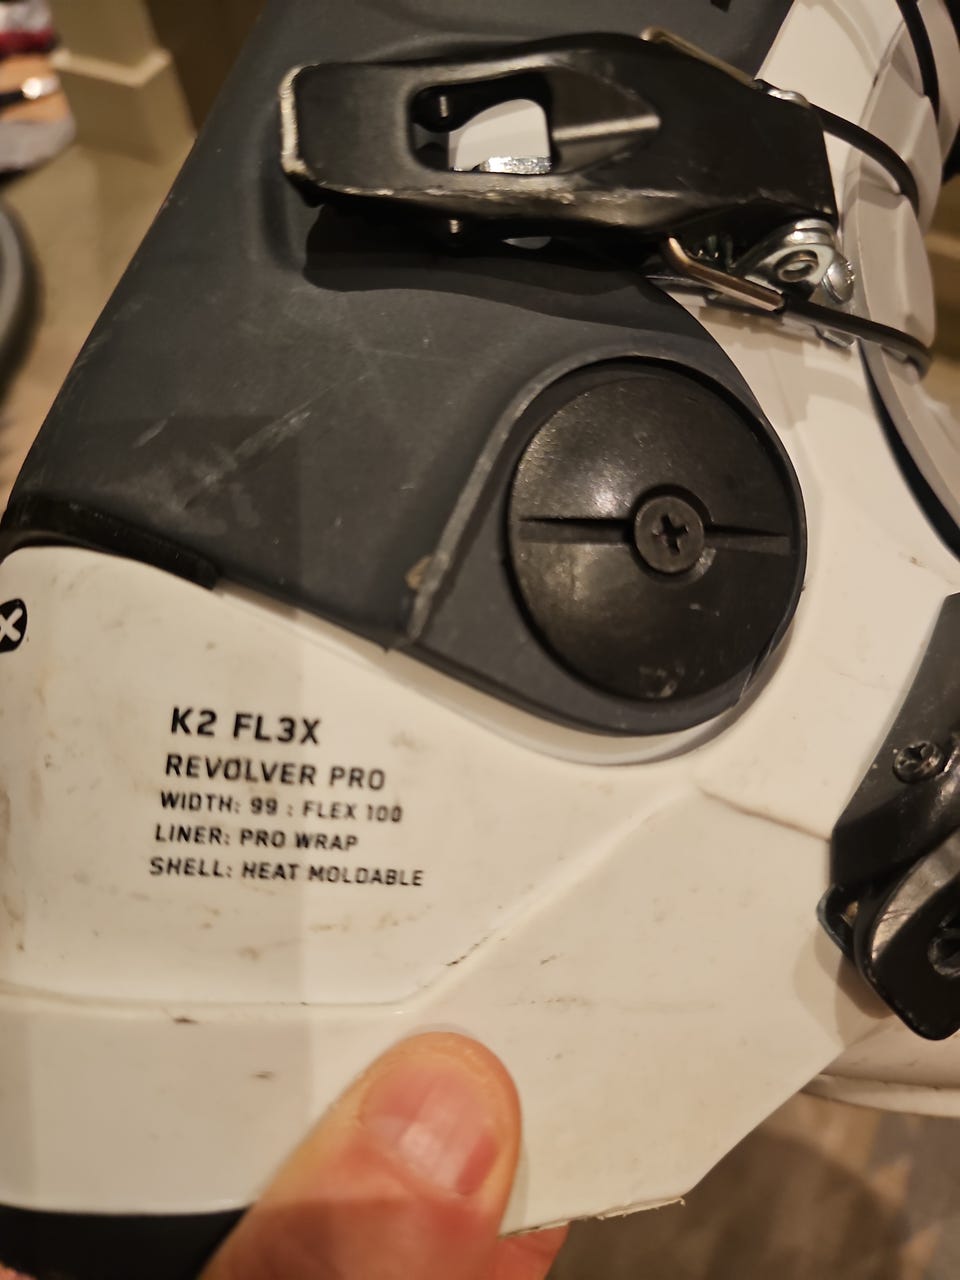 K2 FL3X
REVOLVER PRO
WIDTH: 99 : FLEX 100
LINER: PRO WRAP
SHELL: HEAT MOLDABLE